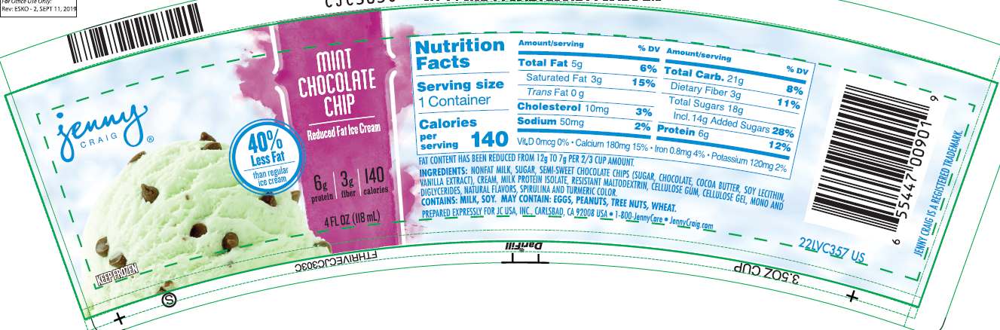 For Office Use Only:
Rev: ESKO - 2, SEPT 11, 2019
jenny
CRAIG®
40%
Less Fat
than regular
ice cream
KEEP FROZEN
MINT
CHOCOLATE
CHIP
Reduced Fat Ice Cream
6g protein
3g fiber
140 calories
4 FL OZ (118 mL)
Nutrition
Facts
Serving size
1 Container
Calories
per
serving 140
Amount/serving % DV
Total Fat 5g 6%
Saturated Fat 3g 15%
Trans Fat 0 g
Cholesterol 10mg 3%
Sodium 50mg 2%
Amount/serving % DV
Total Carb. 21g 8%
Dietary Fiber 3g 11%
Total Sugars 18g
Incl. 14g Added Sugars 28%
Protein 6g 12%
Vit.D 0mcg 0% • Calcium 180mg 15% • Iron 0.8mg 4% • Potassium 120mg 2%
FAT CONTENT HAS BEEN REDUCED FROM 12g TO 7g PER 2/3 CUP AMOUNT.
INGREDIENTS: NONFAT MILK, SUGAR, SEMI-SWEET CHOCOLATE CHIPS (SUGAR, CHOCOLATE, COCOA BUTTER, SOY LECITHIN,
VANILLA EXTRACT), CREAM, MILK PROTEIN ISOLATE, RESISTANT MALTODEXTRIN, CELLULOSE GUM, CELLULOSE GEL, MONO AND
DIGLYCERIDES, NATURAL FLAVORS, SPIRULINA AND TURMERIC COLOR.
CONTAINS: MILK, SOY. MAY CONTAIN: EGGS, PEANUTS, TREE NUTS, WHEAT.
PREPARED EXPRESSLY FOR JC USA, INC., CARLSBAD, CA 92008 USA • 1-800-JennyCare • JennyCraig.com
6 55447 00901 9
JENNY CRAIG IS A REGISTERED TRADEMARK
22LVC357 US
S
FTHRIVECJC303C
DariFill
3.5OZ CUP